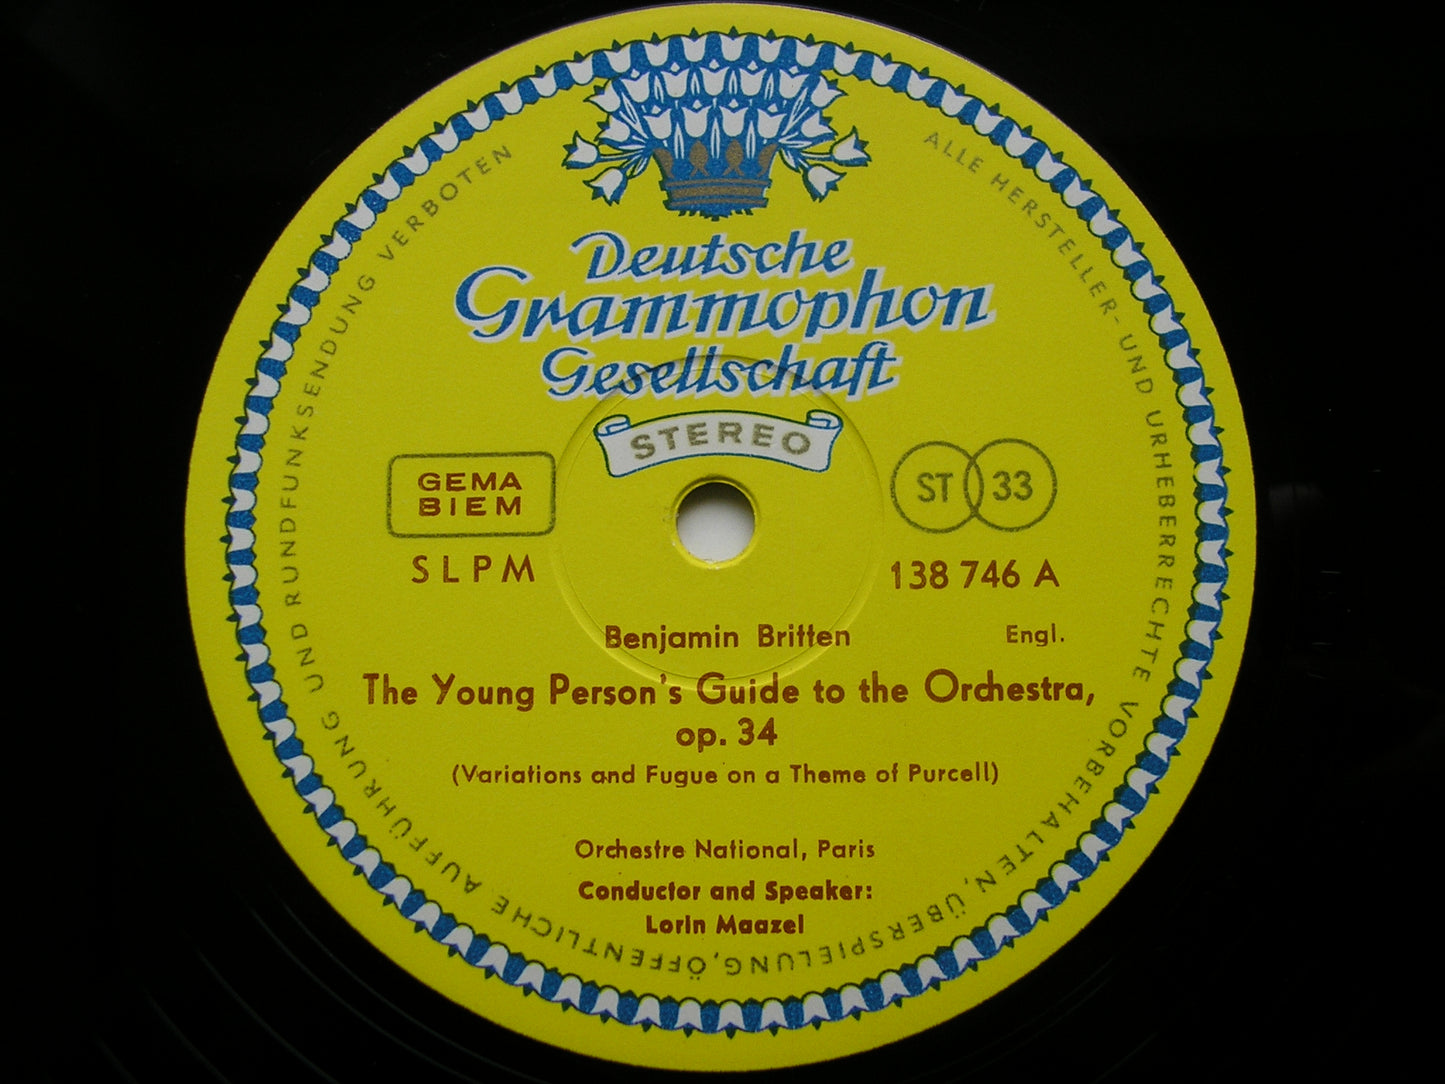 Deutsche
Grammophon
Gesellschaft
STEREO
GEMA
BIEM
ST 33
SLPM
138 746 A
Benjamin Britten
Engl.
The Young Person's Guide to the Orchestra,
op. 34
(Variations and Fugue on a Theme of Purcell)
Orchestre National, Paris
Conductor and Speaker:
Lorin Maazel
ALLE HERSTELLER- UND URHEBERRECHTE VORBEHALTEN, ÜBERSPIELUNG, ÖFFENTLICHE AUFFÜHRUNG UND RUNDFUNKSENDUNG VERBOTEN